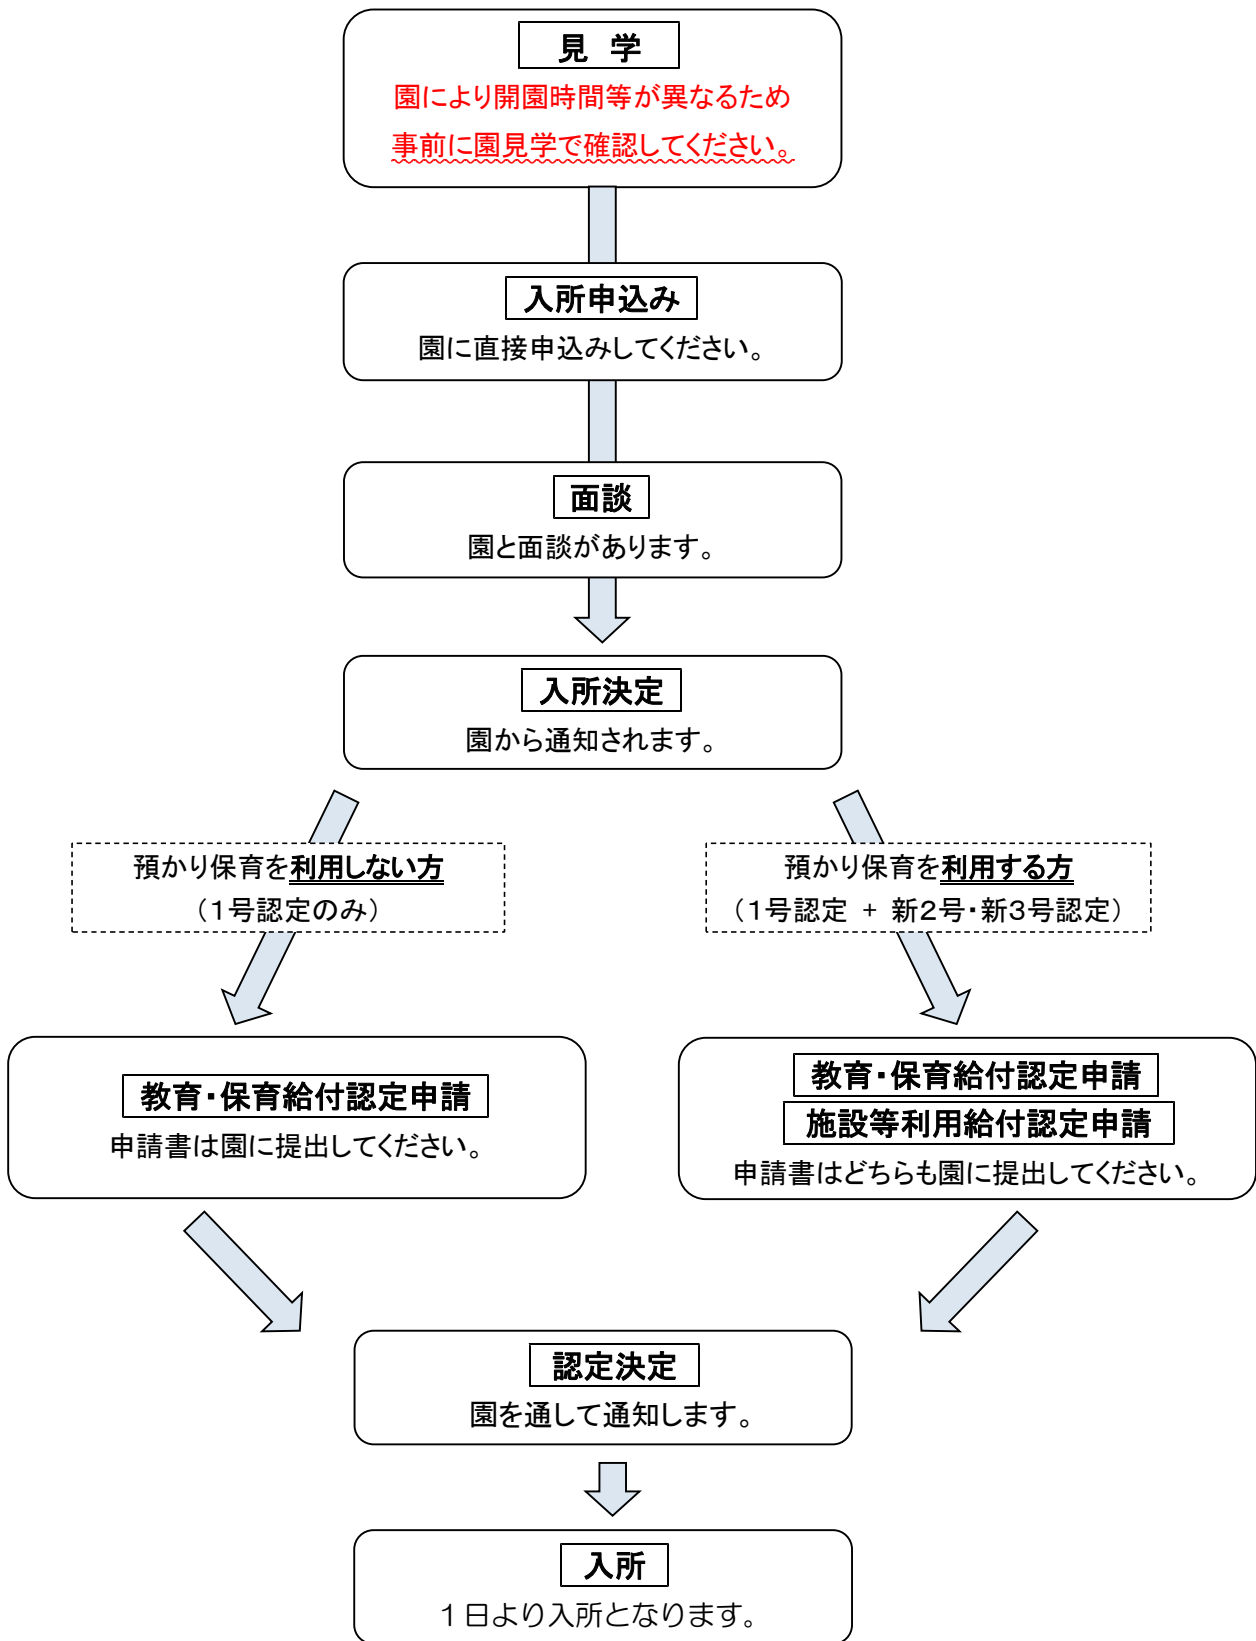 見 学
園により開園時間等が異なるため
事前に園見学で確認してください。
入所申込み
園に直接申込みしてください。
面談
園と面談があります。
入所決定
園から通知されます。
預かり保育を利用しない方
（１号認定のみ）
預かり保育を利用する方
（１号認定 + 新２号・新３号認定）
教育・保育給付認定申請
申請書は園に提出してください。
教育・保育給付認定申請
施設等利用給付認定申請
申請書はどちらも園に提出してください。
認定決定
園を通して通知します。
入所
１日より入所となります。